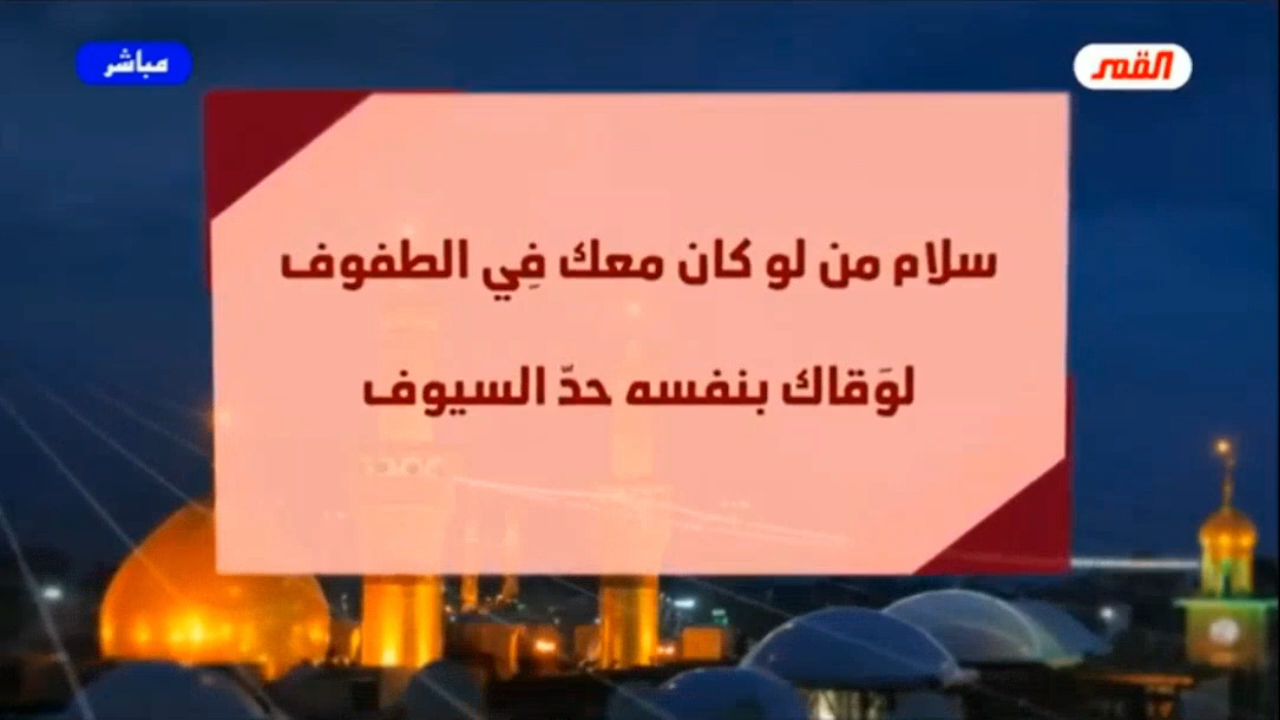 القمر
مباشر
سلام من لو كان معك فِي الطفوف
لوَقاك بنفسه حدّ السيوف